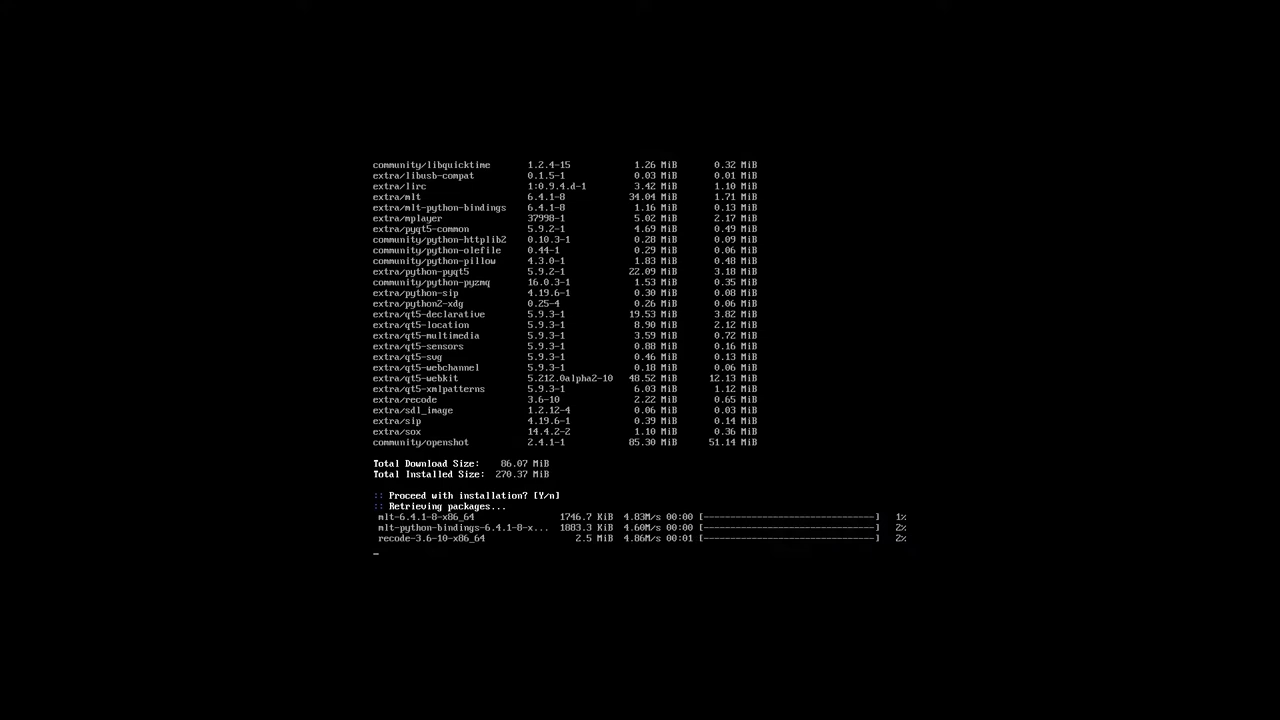 community/libquicktime 1.2.4-15 1.26 MiB 0.32 MiB
extra/libusb-compat 0.1.5-1 0.03 MiB 0.01 MiB
extra/lirc 1:0.9.4.d-1 3.42 MiB 1.10 MiB
extra/mlt 6.4.1-8 34.04 MiB 1.71 MiB
extra/mlt-python-bindings 6.4.1-8 1.16 MiB 0.13 MiB
extra/mplayer 37998-1 5.02 MiB 2.17 MiB
extra/pyqt5-common 5.9.2-1 4.69 MiB 0.49 MiB
community/python-httplib2 0.10.3-1 0.28 MiB 0.09 MiB
community/python-olefile 0.44-1 0.29 MiB 0.06 MiB
community/python-pillow 4.3.0-1 1.83 MiB 0.48 MiB
extra/python-pyqt5 5.9.2-1 22.09 MiB 3.18 MiB
community/python-pyzmq 16.0.3-1 1.53 MiB 0.35 MiB
extra/python-sip 4.19.6-1 0.30 MiB 0.08 MiB
extra/python2-xdg 0.25-4 0.26 MiB 0.06 MiB
extra/qt5-declarative 5.9.3-1 19.53 MiB 3.82 MiB
extra/qt5-location 5.9.3-1 8.90 MiB 2.12 MiB
extra/qt5-multimedia 5.9.3-1 3.59 MiB 0.72 MiB
extra/qt5-sensors 5.9.3-1 0.88 MiB 0.16 MiB
extra/qt5-svg 5.9.3-1 0.46 MiB 0.13 MiB
extra/qt5-webchannel 5.9.3-1 0.18 MiB 0.06 MiB
extra/qt5-webkit 5.212.0alpha2-10 48.52 MiB 12.13 MiB
extra/qt5-xmlpatterns 5.9.3-1 6.03 MiB 1.12 MiB
extra/recode 3.6-10 2.22 MiB 0.65 MiB
extra/sdl_image 1.2.12-4 0.06 MiB 0.03 MiB
extra/sip 4.19.6-1 0.39 MiB 0.14 MiB
extra/sox 14.4.2-2 1.10 MiB 0.36 MiB
community/openshot 2.4.1-1 85.30 MiB 51.14 MiB
Total Download Size: 86.07 MiB
Total Installed Size: 270.37 MiB
:: Proceed with installation? [Y/n]
:: Retrieving packages...
mlt-6.4.1-8-x86_64 1746.7 KiB 4.83M/s 00:00 [--------------------------------] 1%
mlt-python-bindings-6.4.1-8-x... 1883.3 KiB 4.60M/s 00:00 [--------------------------------] 2%
recode-3.6-10-x86_64 2.5 MiB 4.86M/s 00:01 [--------------------------------] 2%
_